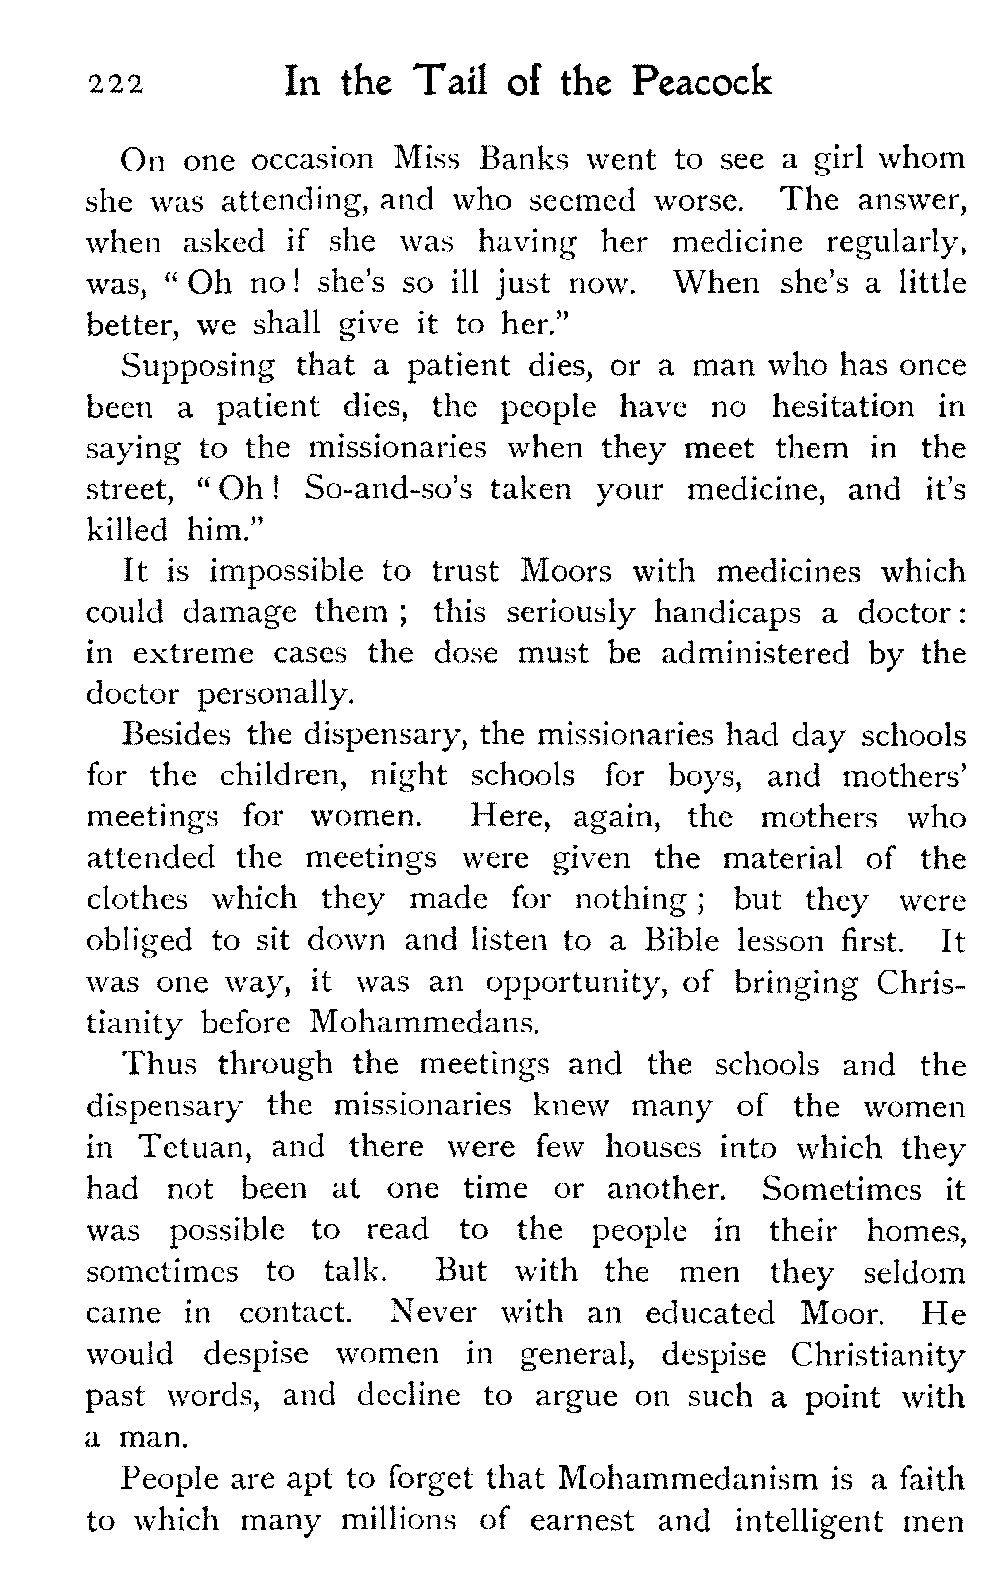 222 In the Tail of the Peacock
On one occasion Miss Banks went to see a girl whom
she was attending, and who seemed worse. The answer,
when asked if she was having her medicine regularly,
was, “ Oh no ! she’s so ill just now. When she’s a little
better, we shall give it to her.”
Supposing that a patient dies, or a man who has once
been a patient dies, the people have no hesitation in
saying to the missionaries when they meet them in the
street, “ Oh ! So-and-so’s taken your medicine, and it’s
killed him.”
It is impossible to trust Moors with medicines which
could damage them ; this seriously handicaps a doctor :
in extreme cases the dose must be administered by the
doctor personally.
Besides the dispensary, the missionaries had day schools
for the children, night schools for boys, and mothers’
meetings for women. Here, again, the mothers who
attended the meetings were given the material of the
clothes which they made for nothing ; but they were
obliged to sit down and listen to a Bible lesson first. It
was one way, it was an opportunity, of bringing Chris-
tianity before Mohammedans.
Thus through the meetings and the schools and the
dispensary the missionaries knew many of the women
in Tetuan, and there were few houses into which they
had not been at one time or another. Sometimes it
was possible to read to the people in their homes,
sometimes to talk. But with the men they seldom
came in contact. Never with an educated Moor. He
would despise women in general, despise Christianity
past words, and decline to argue on such a point with
a man.
People are apt to forget that Mohammedanism is a faith
to which many millions of earnest and intelligent men